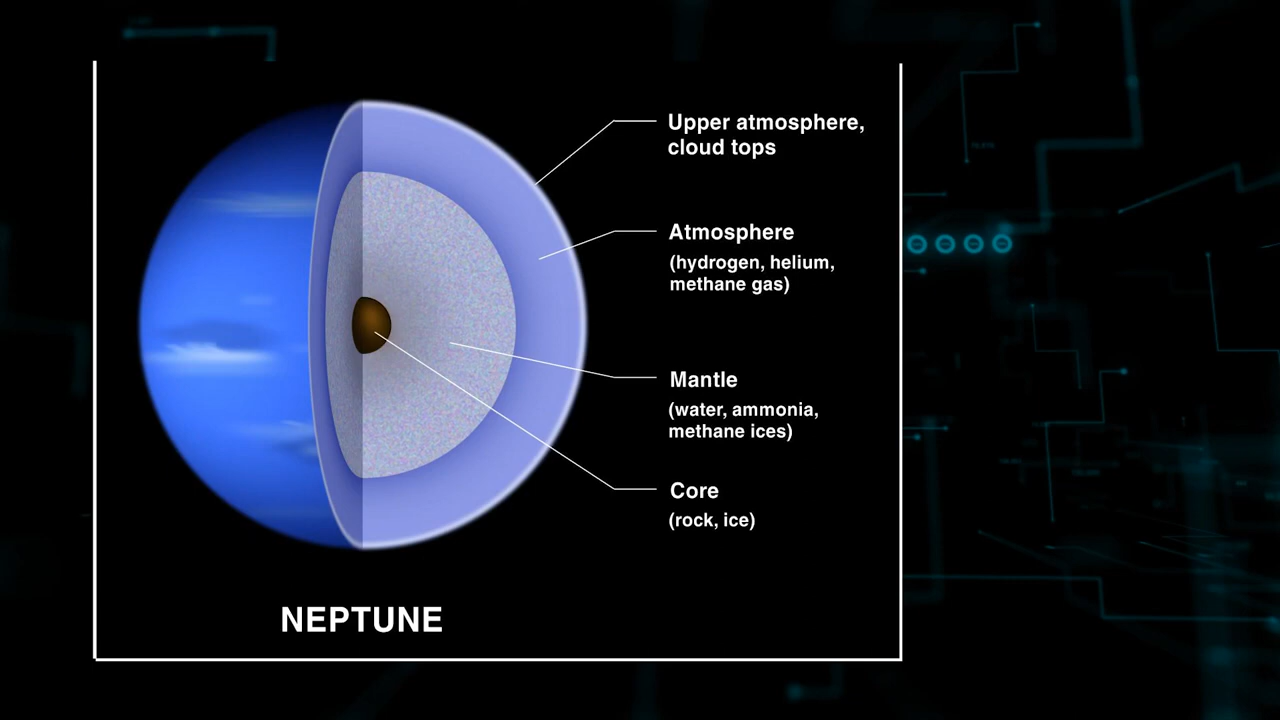 Upper atmosphere,
cloud tops
Atmosphere
(hydrogen, helium,
methane gas)
Mantle
(water, ammonia,
methane ices)
Core
(rock, ice)
NEPTUNE